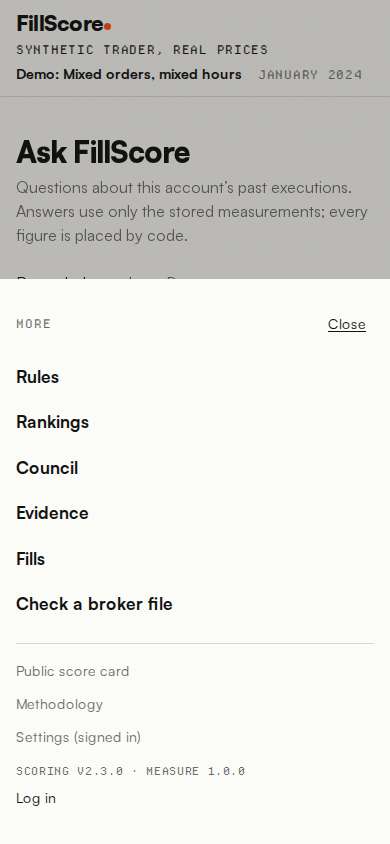 FillScore
SYNTHETIC TRADER, REAL PRICES
Demo: Mixed orders, mixed hours JANUARY 2024
Ask FillScore
Questions about this account's past executions.
Answers use only the stored measurements; every
figure is placed by code.
MORE Close
Rules
Rankings
Council
Evidence
Fills
Check a broker file
Public score card
Methodology
Settings (signed in)
SCORING V2.3.0 · MEASURE 1.0.0
Log in